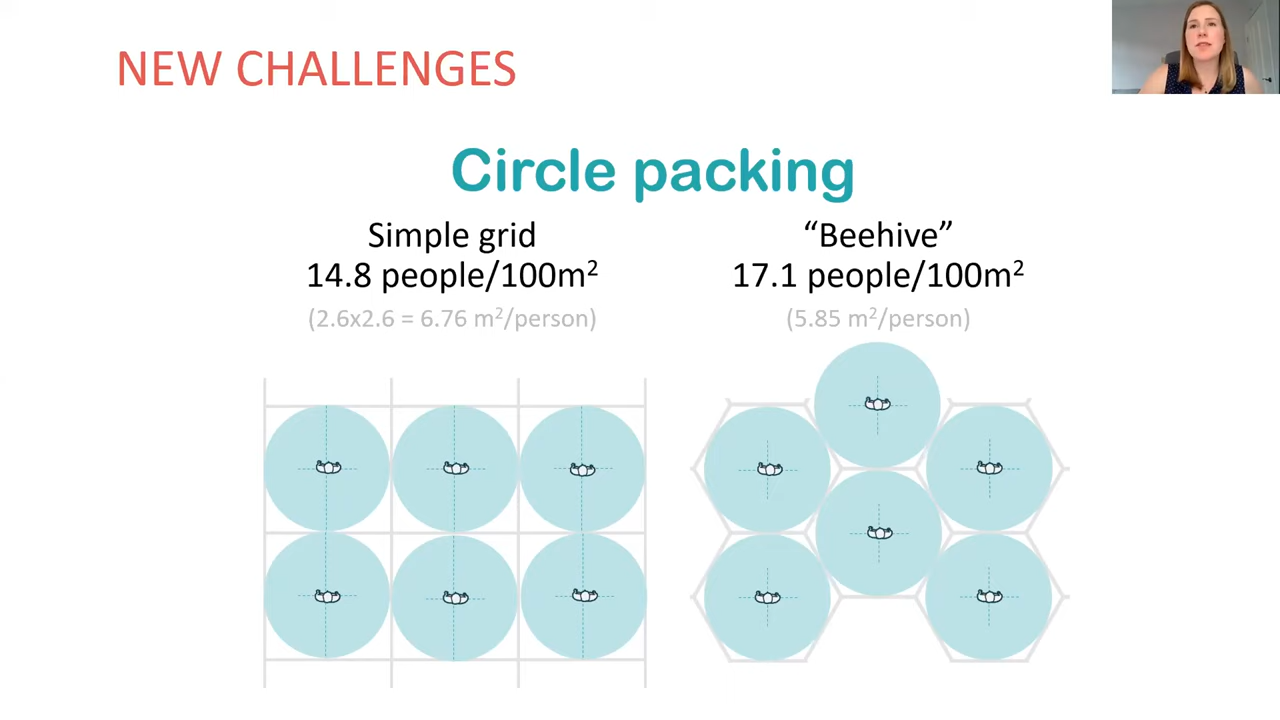 NEW CHALLENGES
Circle packing
Simple grid
14.8 people/100m²
(2.6x2.6 = 6.76 m²/person)
“Beehive”
17.1 people/100m²
(5.85 m²/person)